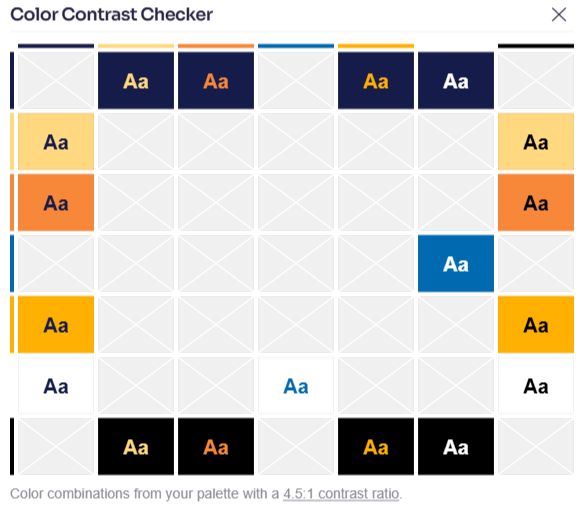 Color Contrast Checker
Aa Aa Aa Aa
Aa Aa
Aa Aa
Aa
Aa Aa
Aa Aa Aa
Aa Aa Aa Aa
Color combinations from your palette with a 4.5:1 contrast ratio.